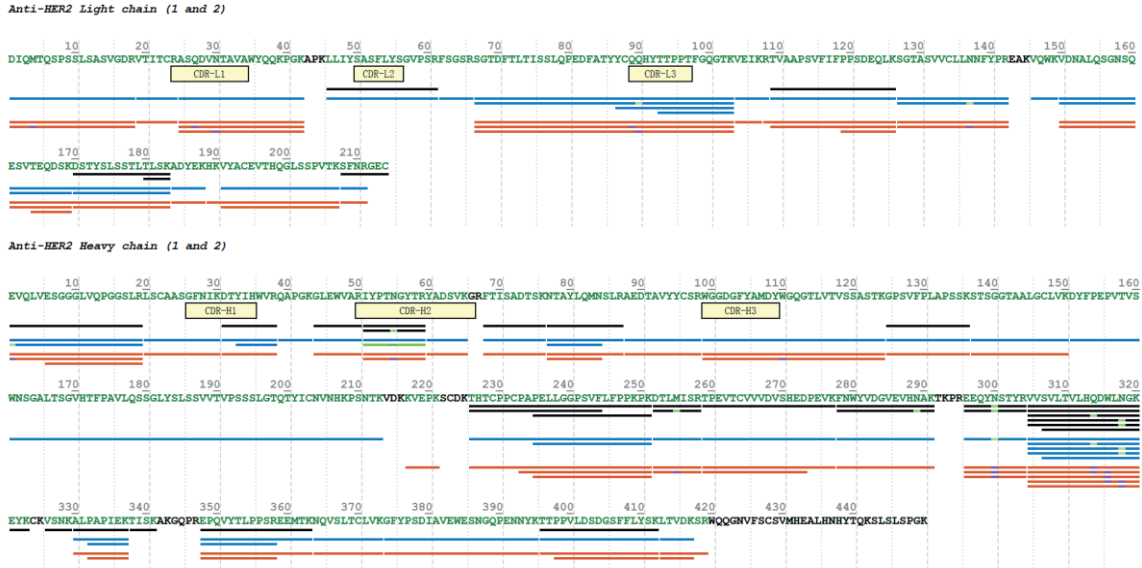 Anti-HER2 Light chain (1 and 2)
10 20 30 40 50 60 70 80 90 100 110 120 130 140 150 160
DIQMTQSPSSLSASVGDRVTITCRASQDVNTAVAWYQQKPGKAPKLLIYSASFLYSGVPSRFSGSRSGTDFTLTISSLQPEDFATYYCQQHYTTPPTFGQGTKVEIKRTVAAPSVFIFPPSDEQLKSGTASVVCLLNNFYPREAKVQWKVDNALQSGNSQ
CDR-L1 CDR-L2 CDR-L3
170 180 190 200 210
ESVTEQDSKDSTYSLSSTLTLSKADYEKHKVYACEVTHQGLSSPVTKSFNRGEC
Anti-HER2 Heavy chain (1 and 2)
10 20 30 40 50 60 70 80 90 100 110 120 130 140 150 160
EVQLVESGGGLVQPGGSLRLSCAASGFNIKDTYIHWVRQAPGKGLEWVARIYPTNGYTRYADSVKGRFTISADTSKNTAYLQMNSLRAEDTAVYYCSRWGGDGFYAMDYWGQGTLVTVSSASTKGPSVFPLAPSSKSTSGGTAALGCLVKDYFPEPVTVS
CDR-H1 CDR-H2 CDR-H3
170 180 190 200 210 220 230 240 250 260 270 280 290 300 310 320
WNSGALTSGVHTFPAVLQSSGLYSLSSVVTVPSSSLGTQTYICNVNHKPSNTKVDKKVEPKSCDKTHTCPPCPAPELLGGPSVFLFPPKPKDTLMISRTPEVTCVVVDVSHEDPEVKFNWYVDGVEVHNAKTKPREEQYNSTYRVVSVLTVLHQDWLNGK
330 340 350 360 370 380 390 400 410 420 430 440
EYKCKVSNKALPAPIEKTISKAKGQPREPQVYTLPPSREEMTKNQVSLTCLVKGFYPSDIAVEWESNGQPENNYKTTPPVLDSDGSFFLYSKLTVDKSRWQQGNVFSCSVMHEALHNHYTQKSLSLSPGK